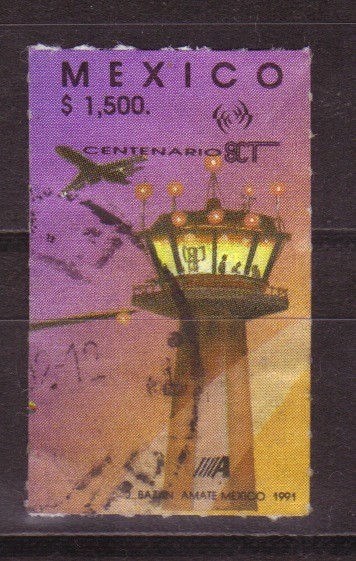 MEXICO
$ 1,500.
CENTENARIO SCT
J. BAZAN AMATE MEXICO 1991